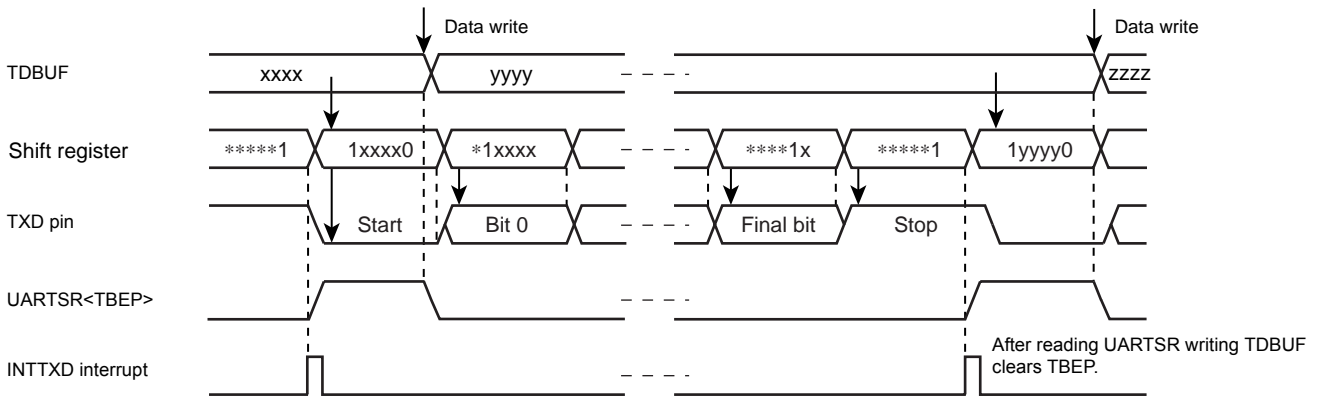 Data write
Data write
TDBUF
xxxx
yyyy
zzzz
Shift register
*****1
1xxxx0
*1xxxx
****1x
*****1
1yyyy0
TXD pin
Start
Bit 0
Final bit
Stop
UARTSR<TBEP>
After reading UARTSR writing TDBUF
clears TBEP.
INTTXD interrupt